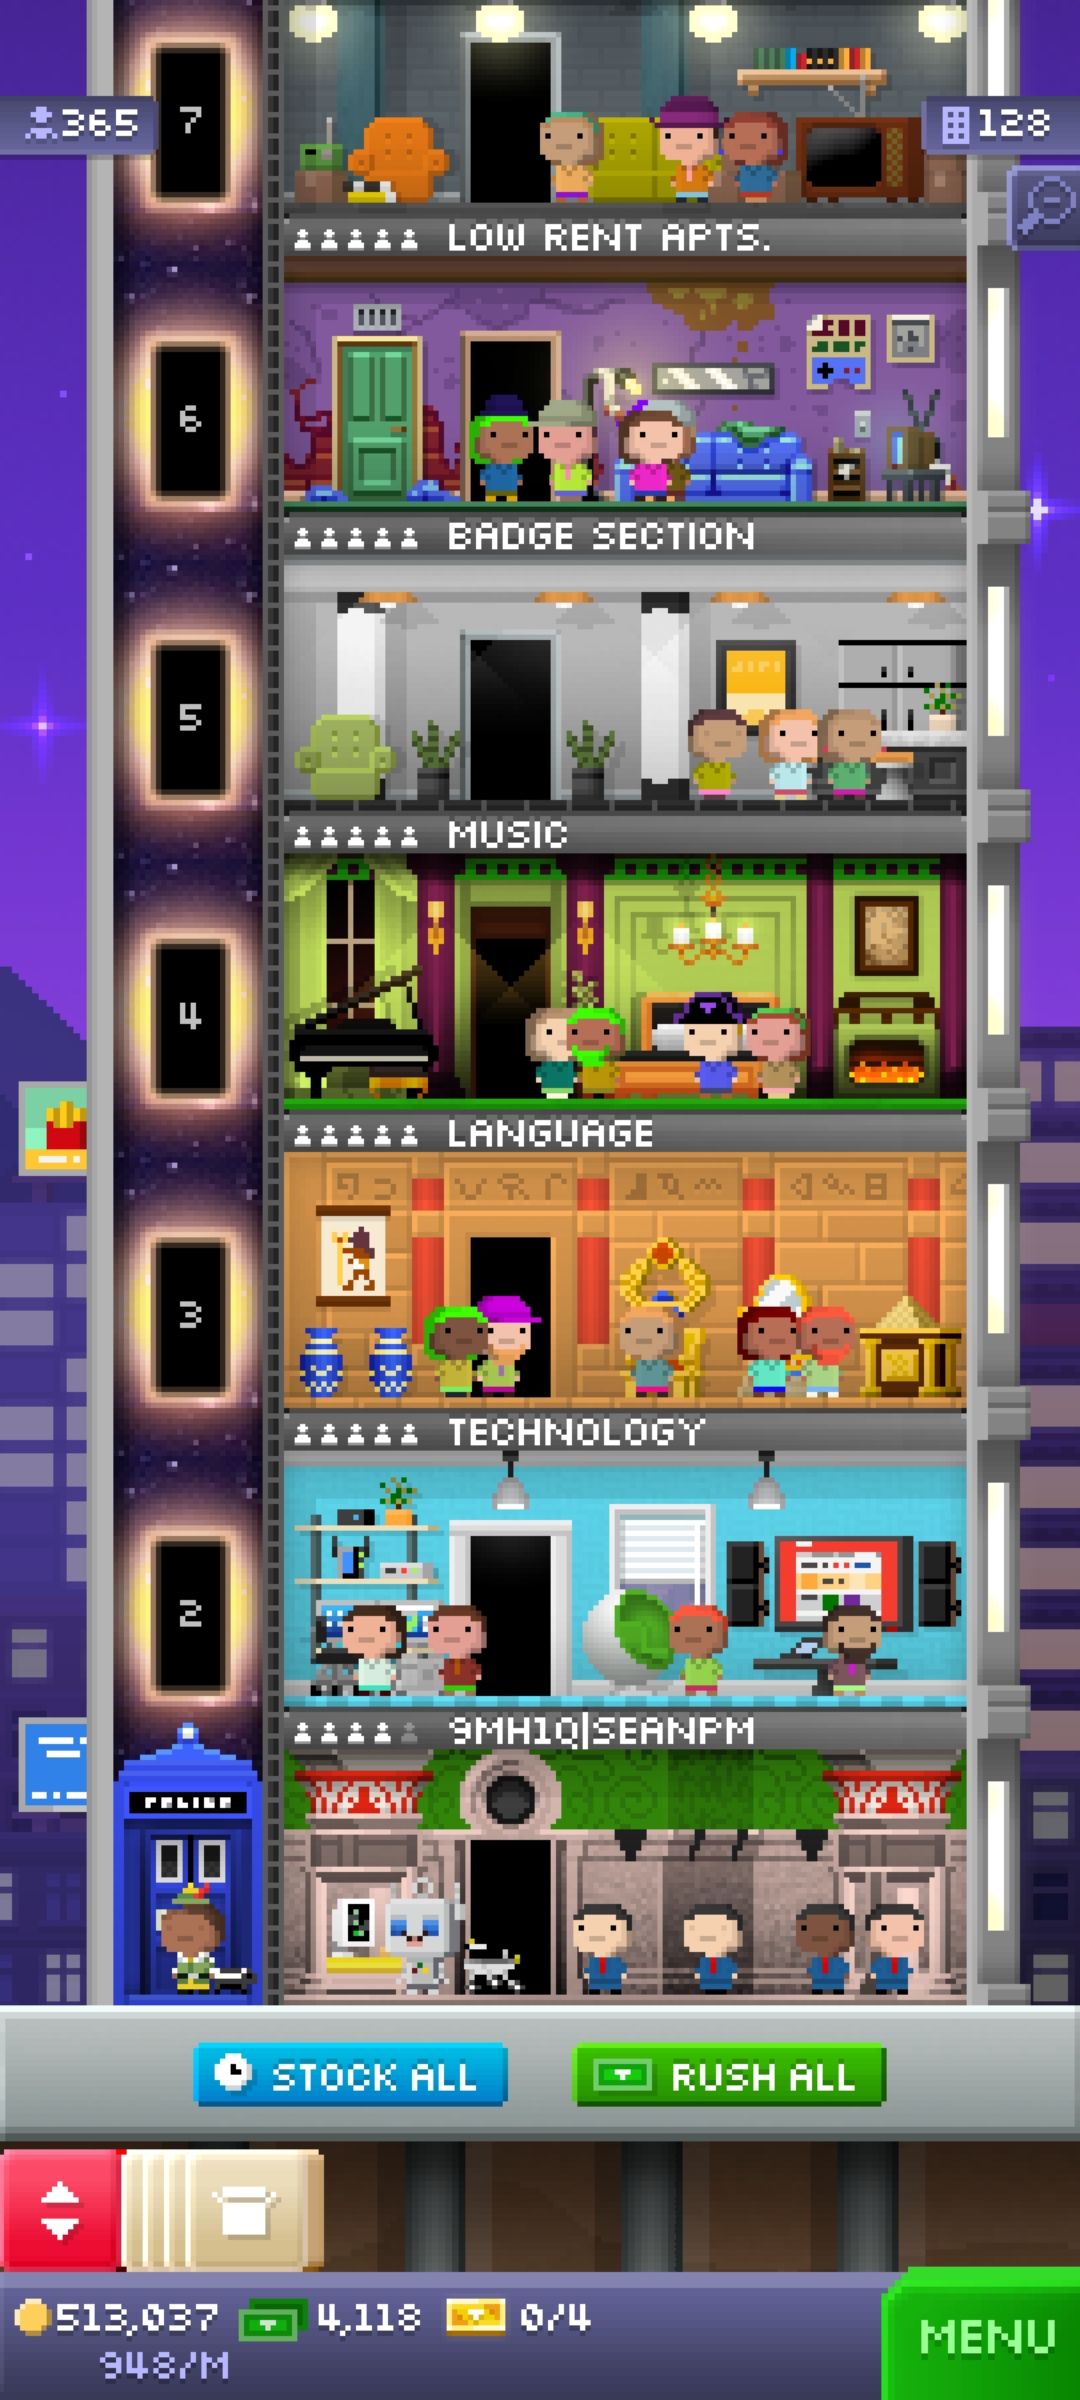 7
365
128
LOW RENT APTS.
6
BADGE SECTION
5
MUSIC
4
LANGUAGE
3
TECHNOLOGY
2
9MH1Q|SEANPM
POLICE
STOCK ALL
RUSH ALL
513,037
4,118
0/4
948/M
MENU